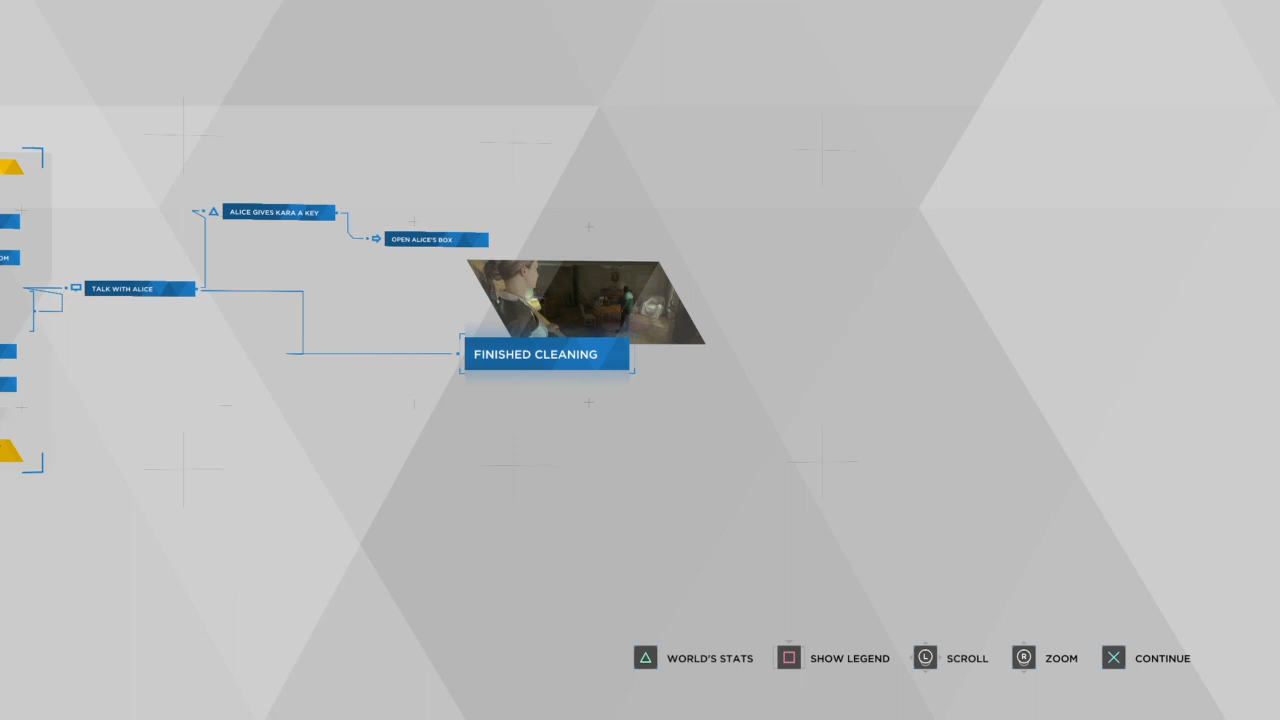 ALICE GIVES KARA A KEY
OPEN ALICE'S BOX
OM
TALK WITH ALICE
FINISHED CLEANING
WORLD'S STATS
SHOW LEGEND
L
SCROLL
R
ZOOM
CONTINUE